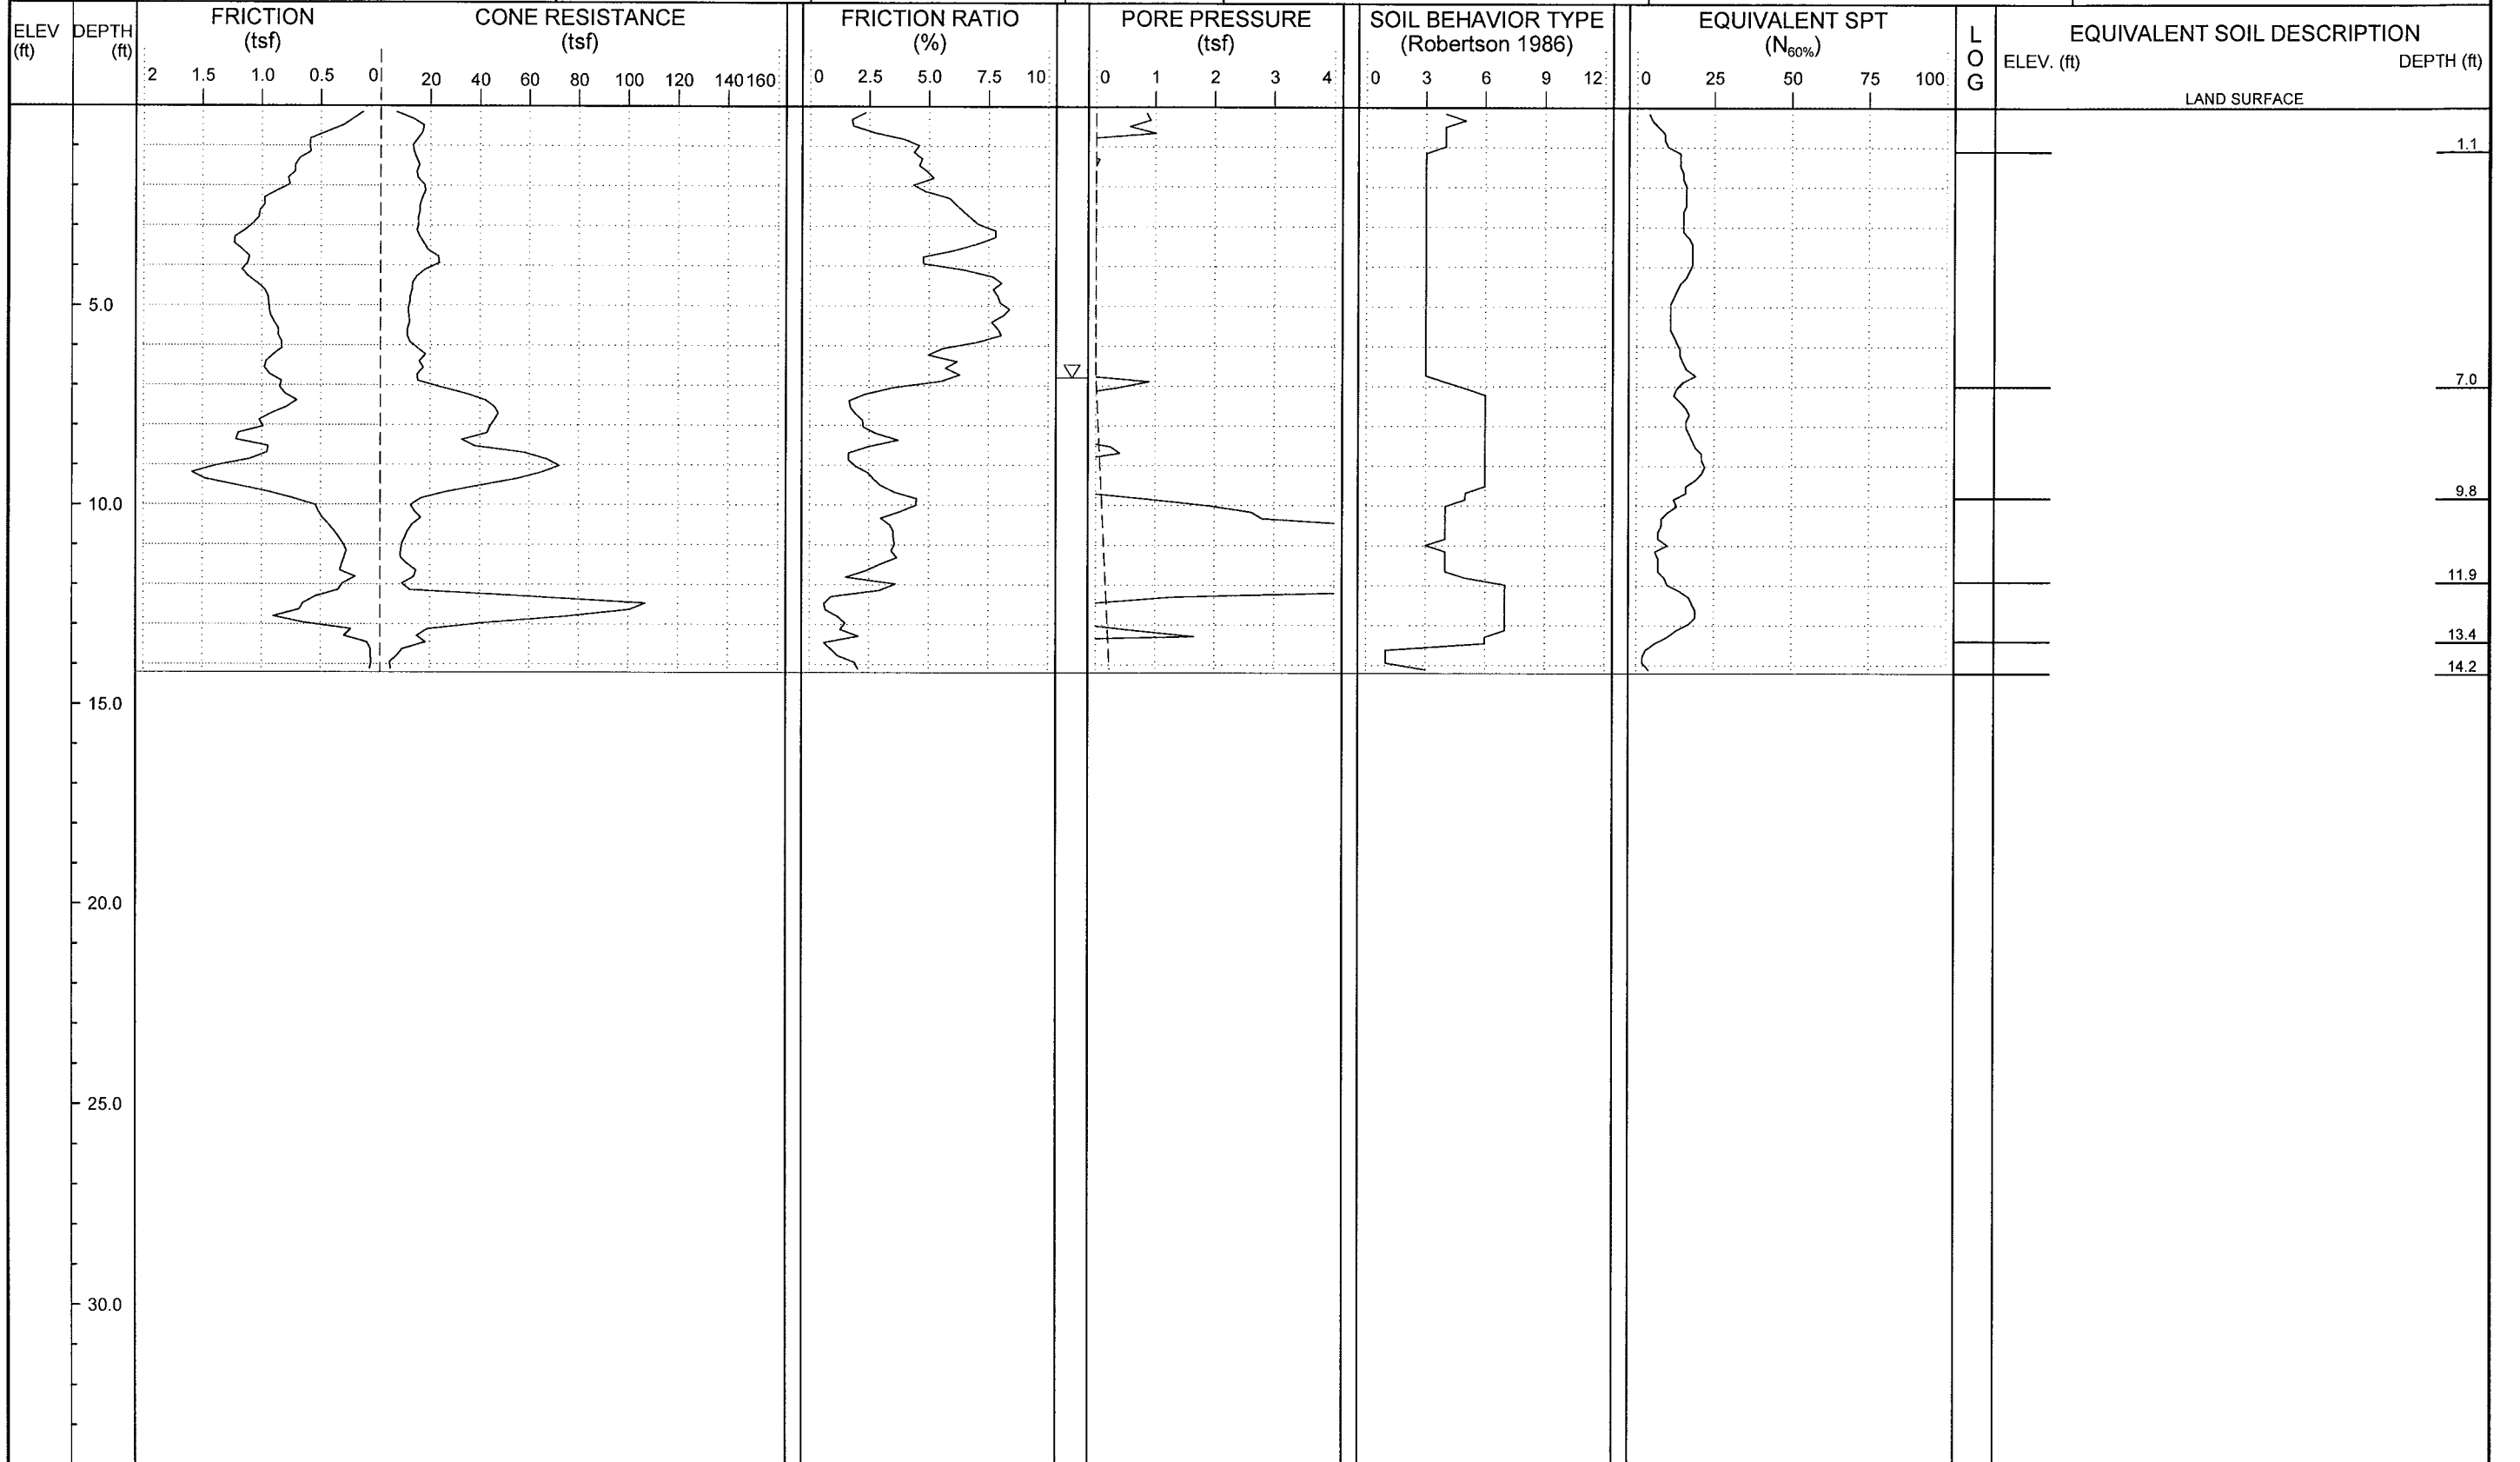 ELEV
(ft)
DEPTH
(ft)
FRICTION
(tsf)
2 1.5 1.0 0.5 0
CONE RESISTANCE
(tsf)
20 40 60 80 100 120 140 160
FRICTION RATIO
(%)
0 2.5 5.0 7.5 10
PORE PRESSURE
(tsf)
0 1 2 3 4
SOIL BEHAVIOR TYPE
(Robertson 1986)
0 3 6 9 12
EQUIVALENT SPT
(N60%)
0 25 50 75 100
L
O
G
EQUIVALENT SOIL DESCRIPTION
ELEV. (ft) DEPTH (ft)
LAND SURFACE
1.1
5.0
7.0
9.8
10.0
11.9
13.4
14.2
15.0
20.0
25.0
30.0